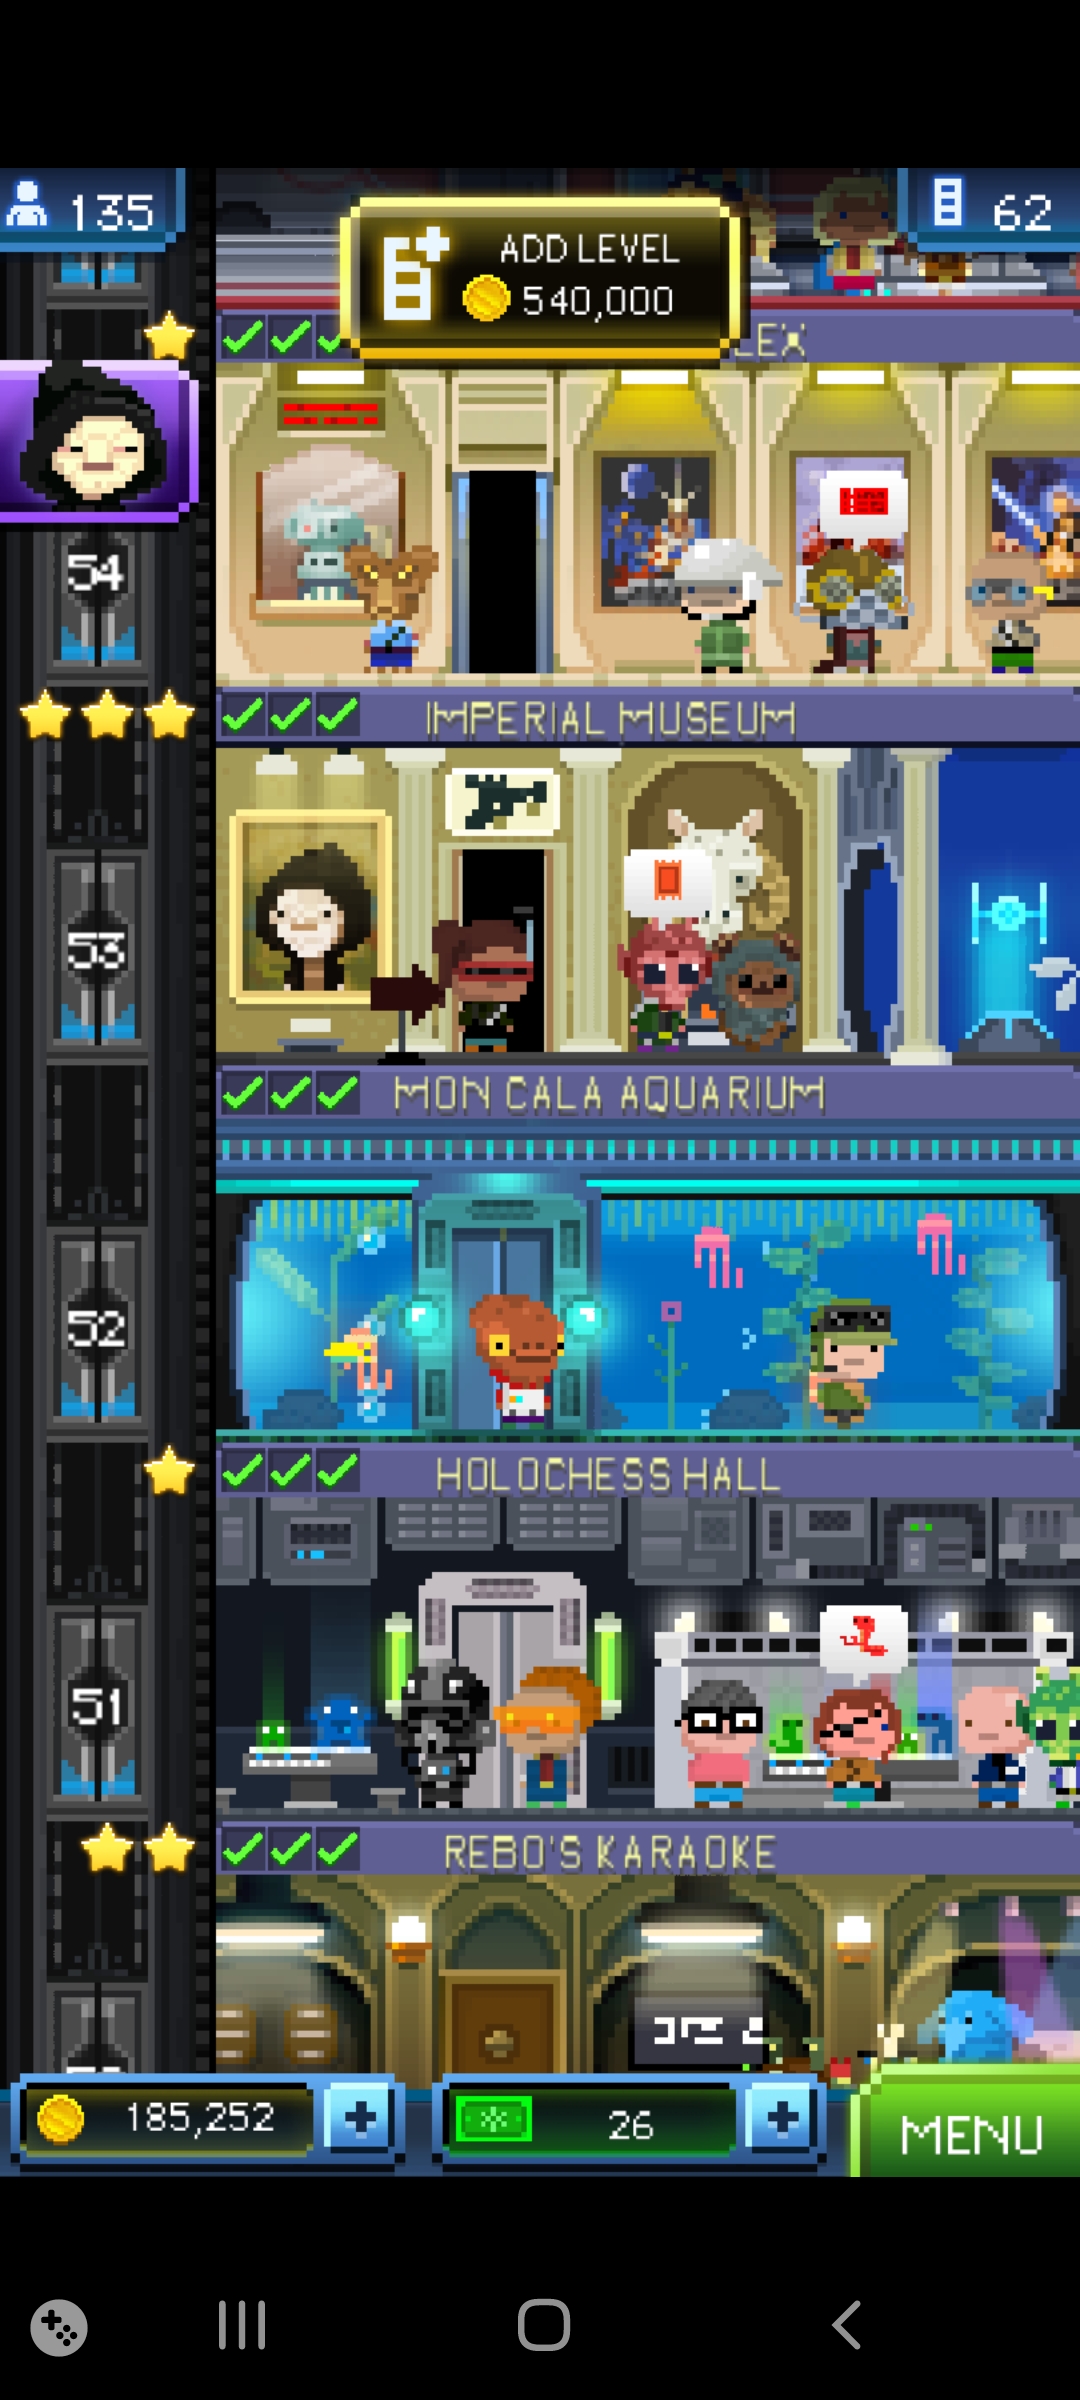 135
62
ADD LEVEL
540,000
LEX
54
IMPERIAL MUSEUM
53
MON CALA AQUARIUM
52
HOLOCHESS HALL
51
REBO'S KARAOKE
185,252
26
MENU